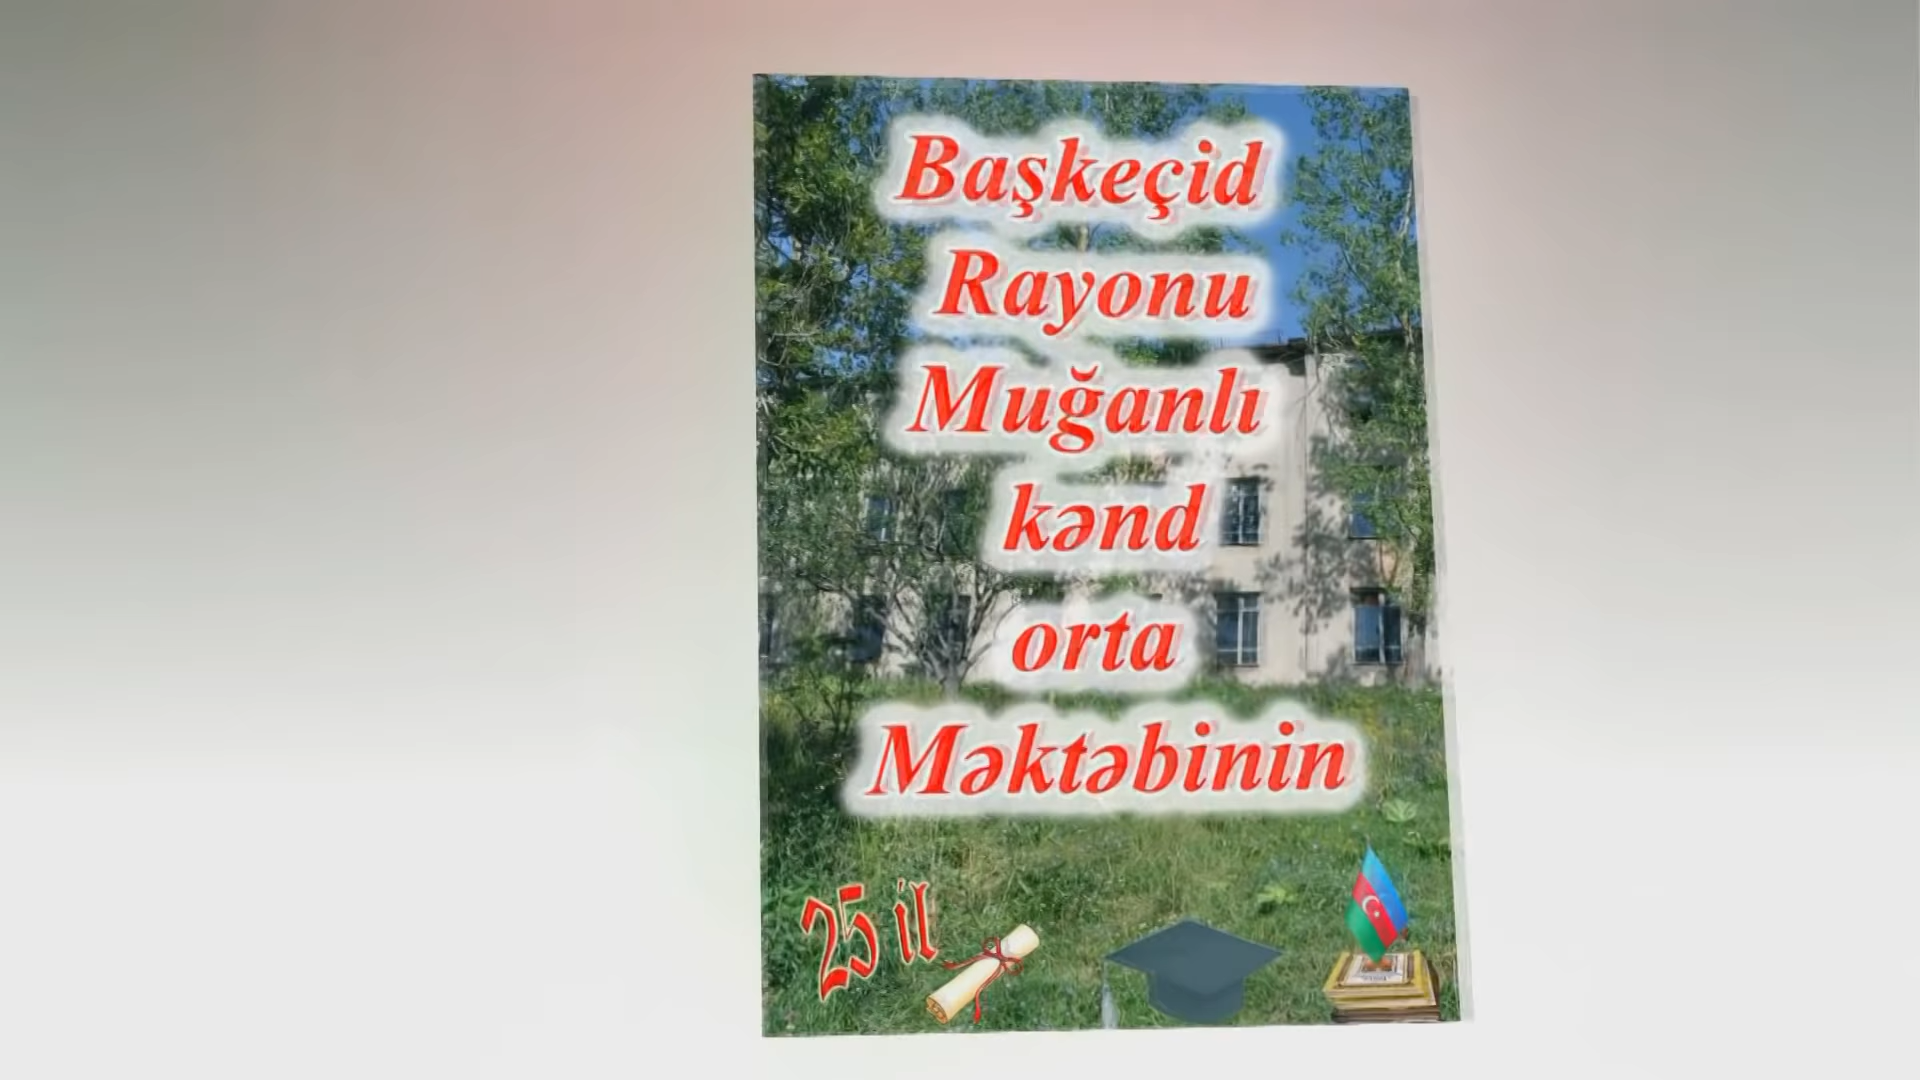 Başkeçid
Rayonu
Muğanlı
kənd
orta
Məktəbinin
25 il